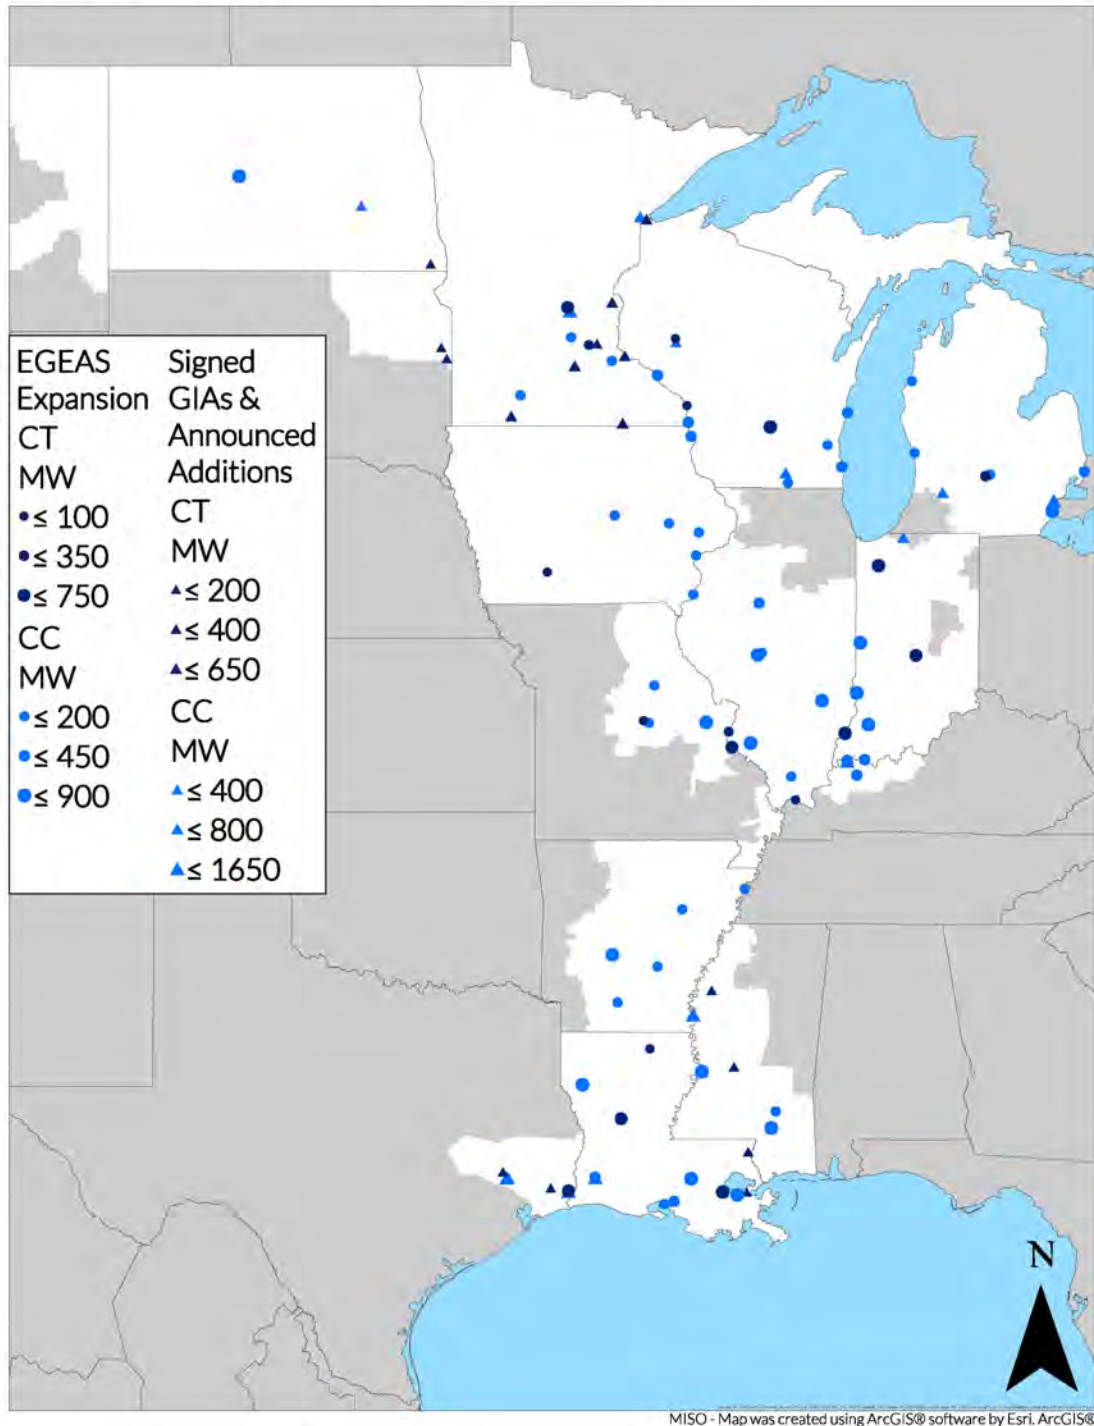 EGEAS
Expansion
CT
MW
≤ 100
≤ 350
≤ 750
CC
MW
≤ 200
≤ 450
≤ 900
Signed
GIAs &
Announced
Additions
CT
MW
≤ 200
≤ 400
≤ 650
CC
MW
≤ 400
≤ 800
≤ 1650
N
MISO - Map was created using ArcGIS® software by Esri. ArcGIS®